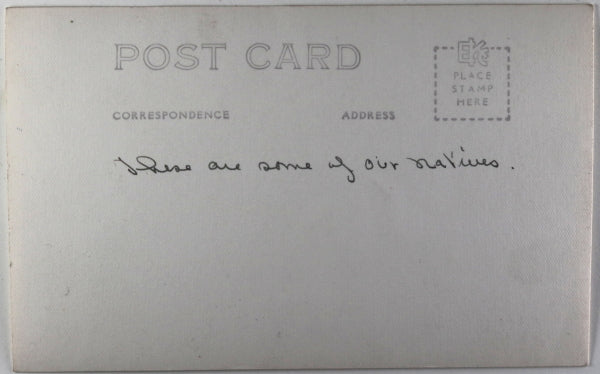 POST CARD
EKC
PLACE
STAMP
HERE
CORRESPONDENCE
ADDRESS
These are some of our natives.